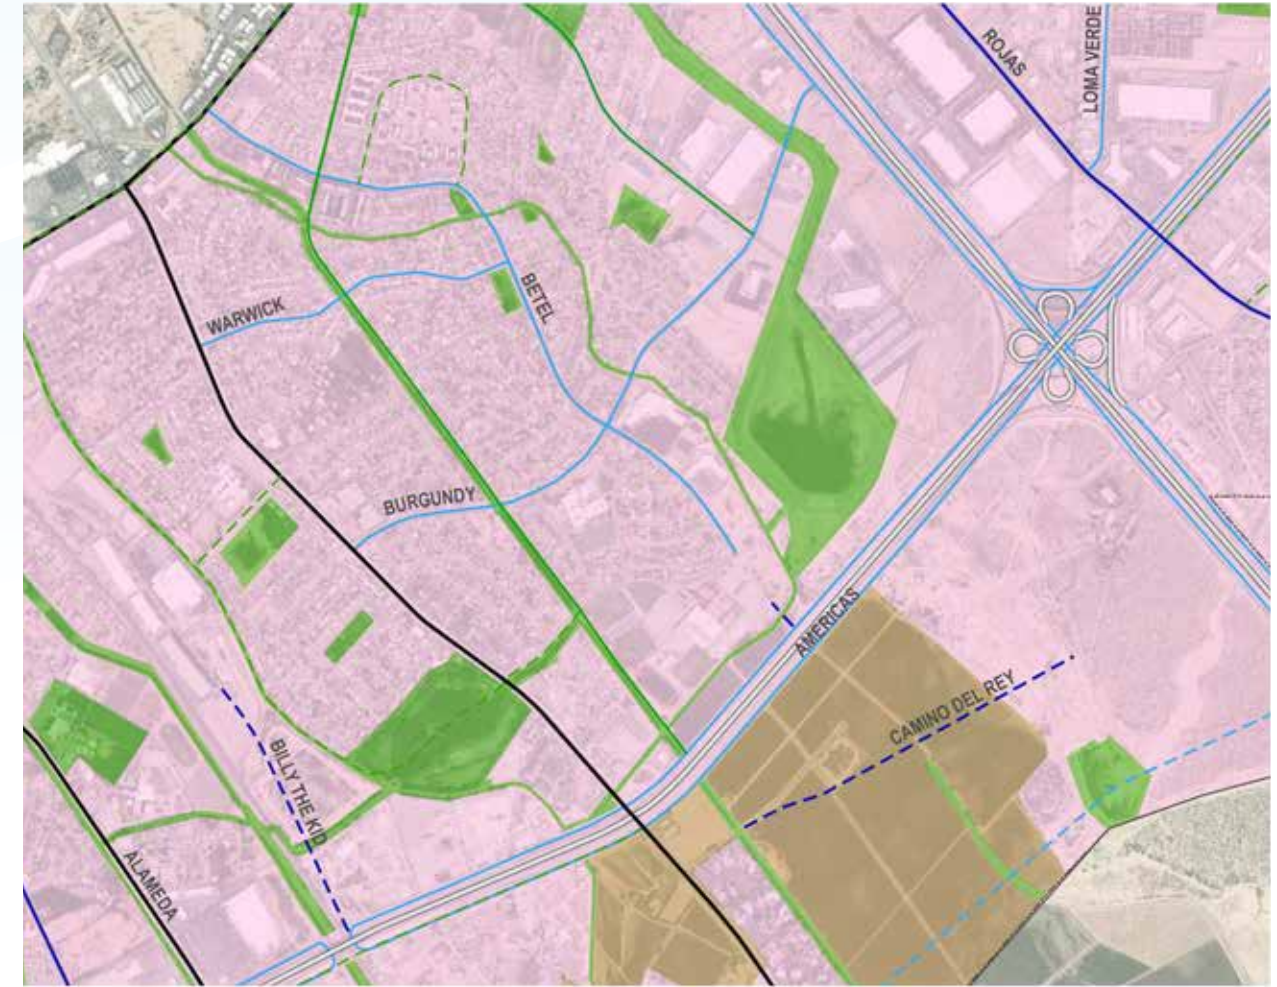 ROJAS
LOMA VERDE
WARWICK
BETEL
BURGUNDY
AMERICAS
CAMINO DEL REY
BILLY THE KID
ALAMEDA